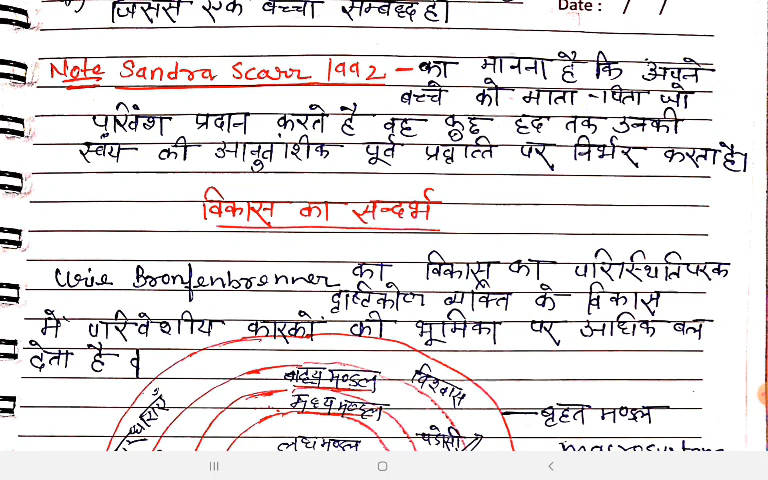 जिससे एक बच्चा सम्बद्ध है।
Date : / /
Note Sandra Scarr 1992 - का मानना है कि अपने
बच्चे को माता -पिता जो
परिवेश प्रदान करते है वह कुछ हद तक उनकी
स्वंय की आनुवांशिक पूर्व प्रवृात्ति पर निर्भर करता है।
विकास का सन्दर्भ
Urie Bronfenbrenner का विकास का पारिस्थितिपरक
दृष्टिकोण व्यक्ति के विकास
में परिवेशीय कारकों की भूमिका पर अधिक बल
देता है।
बाह्य मण्डल
विश्वास
मध्य मण्डल
बृहत मण्डल
लघु मण्डल
पडोसी